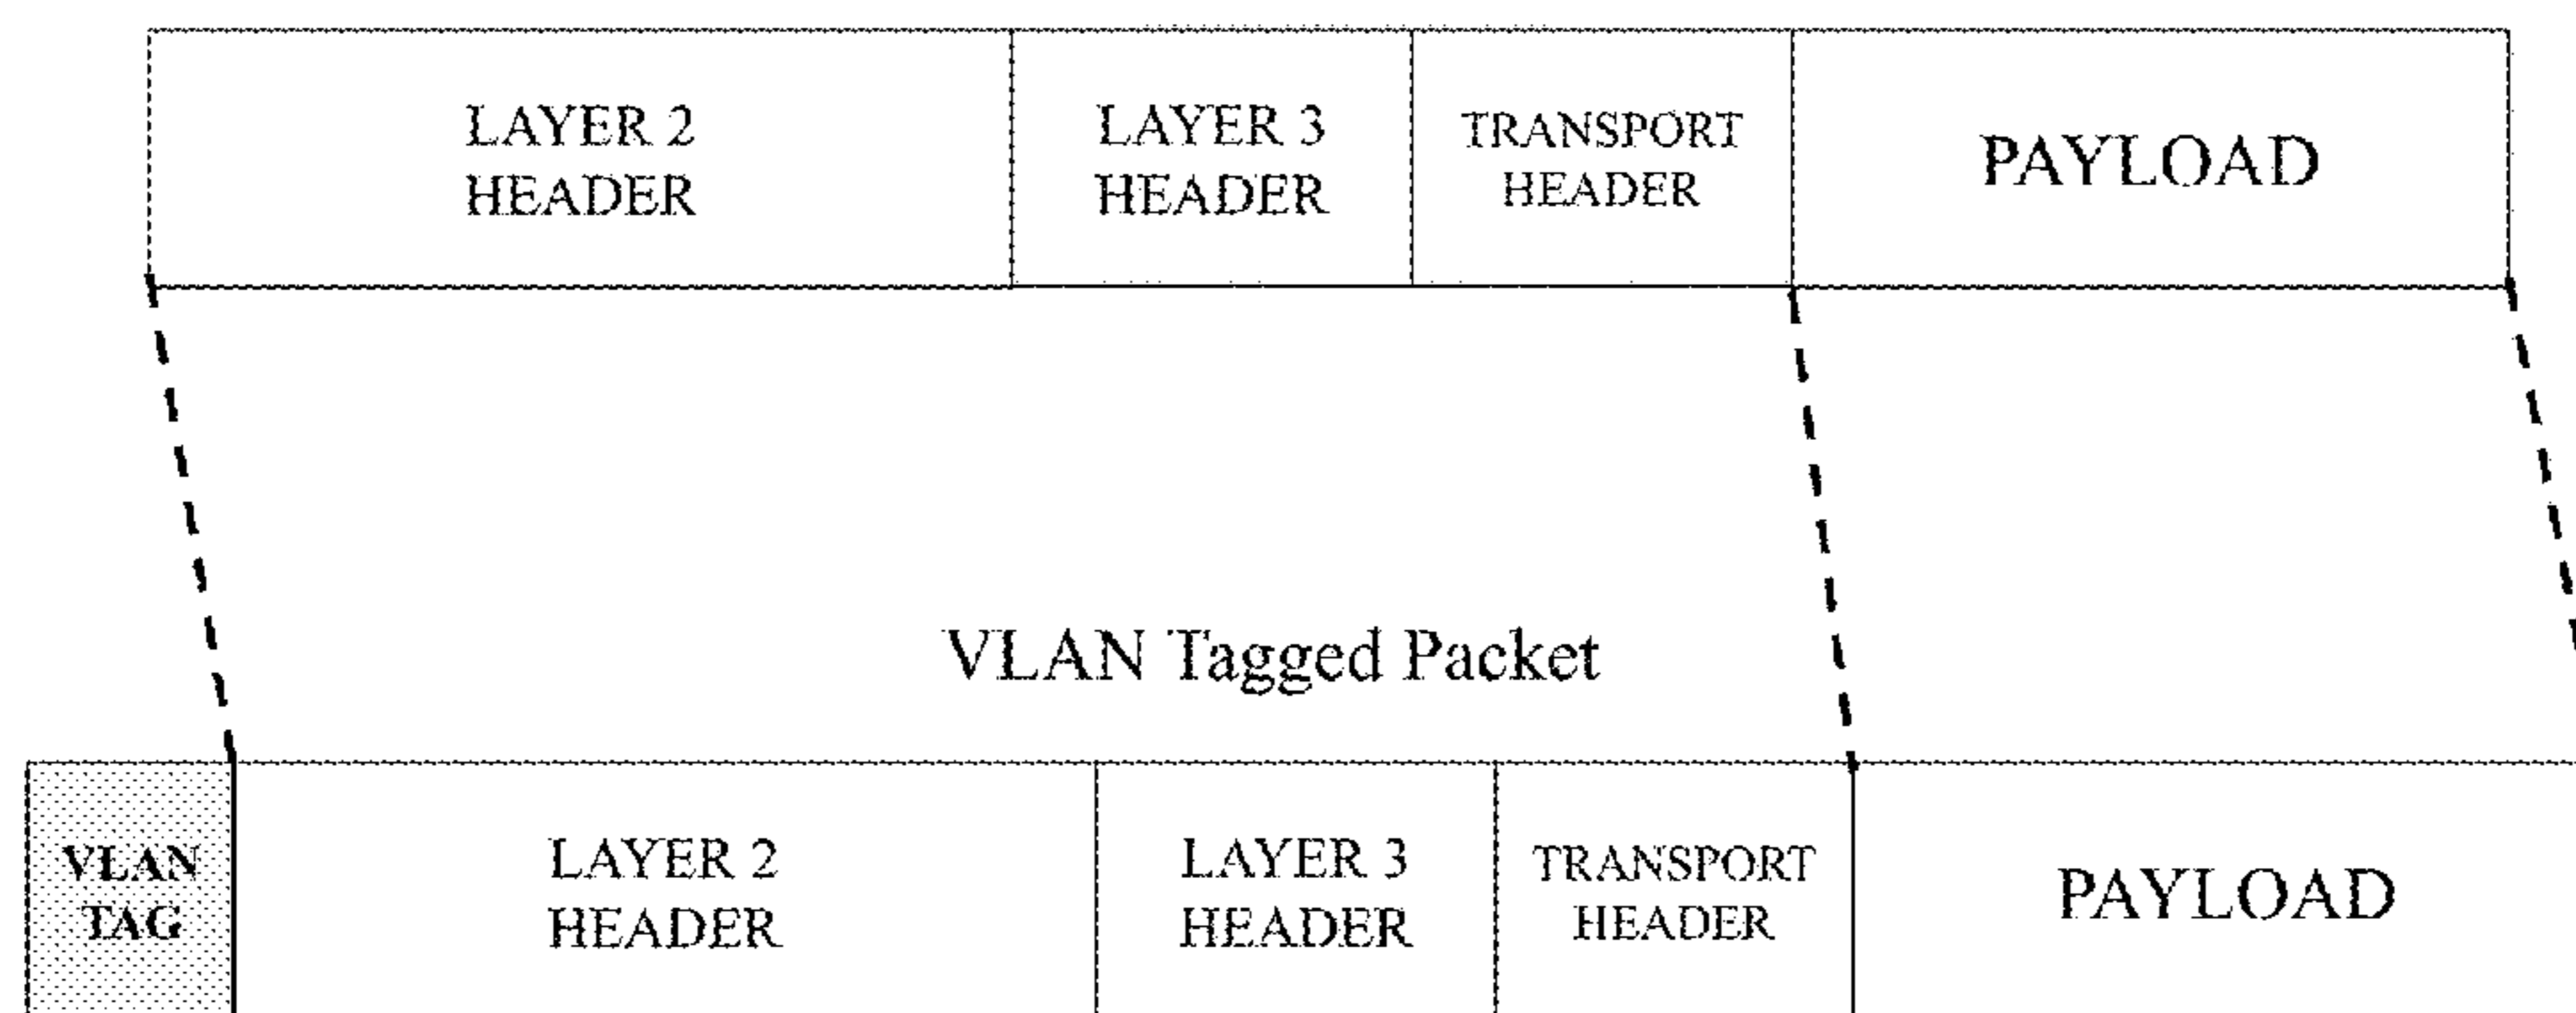 LAYER 2
HEADER
LAYER 3
HEADER
TRANSPORT
HEADER
PAYLOAD
VLAN Tagged Packet
VLAN
TAG
LAYER 2
HEADER
LAYER 3
HEADER
TRANSPORT
HEADER
PAYLOAD